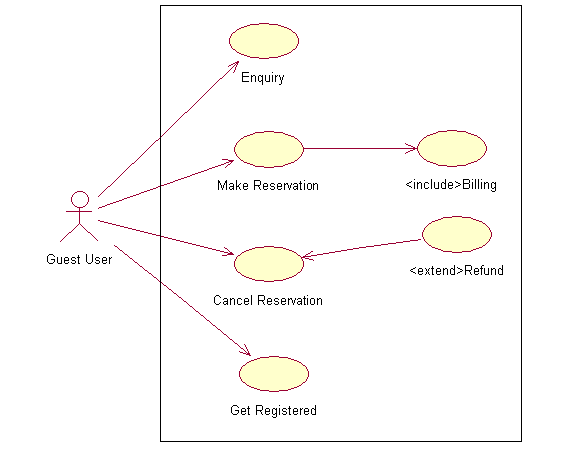 Enquiry
Make Reservation
<include>Billing
Guest User
<extend>Refund
Cancel Reservation
Get Registered